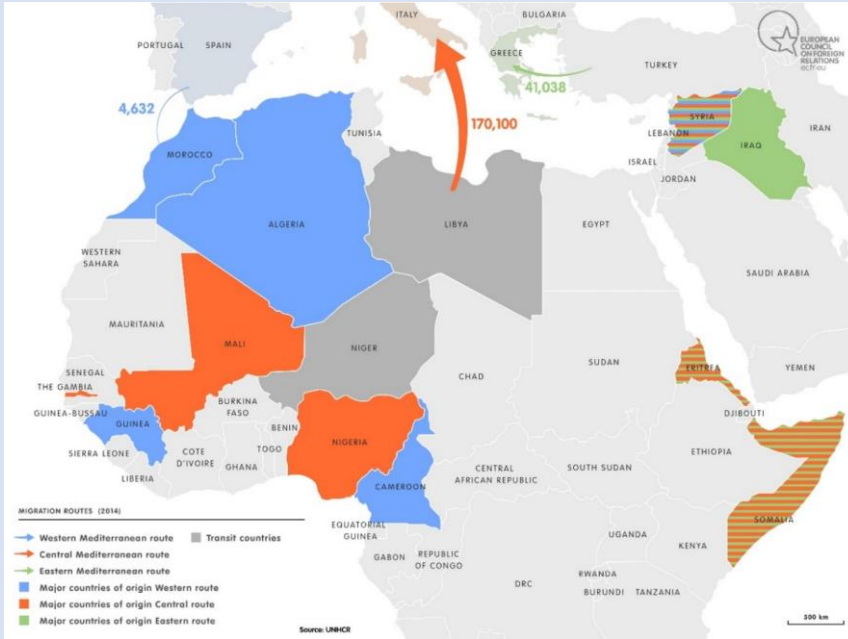 ITALY
BULGARIA
PORTUGAL
SPAIN
GREECE
TURKEY
EUROPEAN
COUNCIL
ON FOREIGN
RELATIONS
ecfr.eu
4,632
41,038
170,100
TUNISIA
SYRIA
LEBANON
IRAQ
IRAN
MOROCCO
ISRAEL
JORDAN
ALGERIA
LIBYA
EGYPT
WESTERN
SAHARA
SAUDI ARABIA
MAURITANIA
MALI
NIGER
CHAD
SUDAN
ERITREA
YEMEN
SENEGAL
THE GAMBIA
GUINEA-BUSSAU
GUINEA
BURKINA
FASO
BENIN
DJIBOUTI
SIERRA LEONE
LIBERIA
COTE
D'IVOIRE
GHANA
TOGO
NIGERIA
CAMEROON
CENTRAL
AFRICAN REPUBLIC
SOUTH SUDAN
ETHIOPIA
SOMALIA
EQUATORIAL
GUINEA
GABON
REPUBLIC
OF CONGO
DRC
UGANDA
KENYA
RWANDA
BURUNDI
TANZANIA
MIGRATION ROUTES (2014)
Western Mediterranean route
Transit countries
Central Mediterranean route
Eastern Mediterranean route
Major countries of origin Western route
Major countries of origin Central route
Major countries of origin Eastern route
Source: UNHCR
500 km